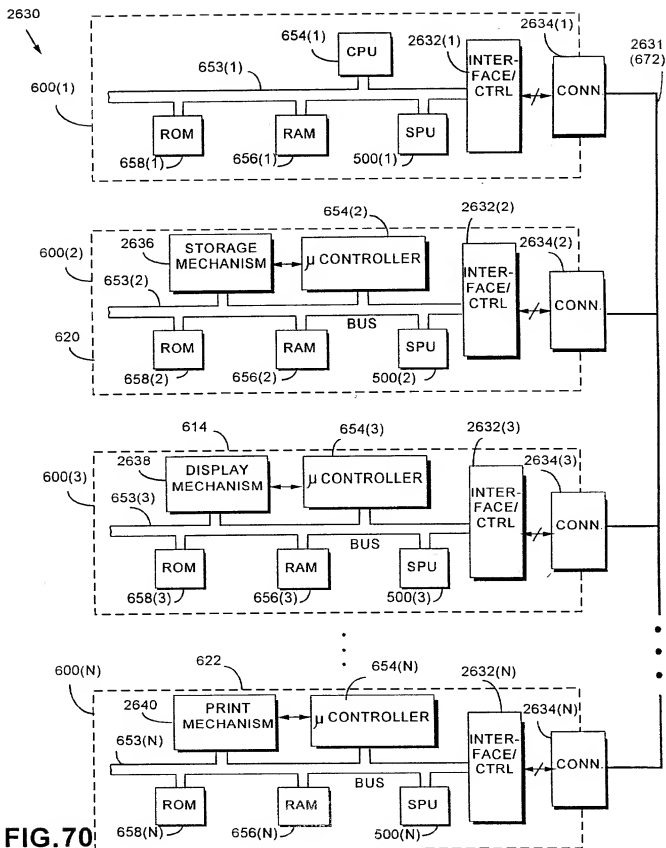 2630
654(1)
2632(1)
2634(1)
2631
(672)
CPU
653(1)
INTER-
FACE/
CTRL
600(1)
CONN.
ROM
RAM
SPU
658(1)
656(1)
500(1)
654(2)
2632(2)
2636
STORAGE
MECHANISM
µ CONTROLLER
2634(2)
600(2)
653(2)
INTER-
FACE/
CTRL
CONN.
BUS
620
ROM
RAM
SPU
658(2)
656(2)
500(2)
614
654(3)
2632(3)
2638
DISPLAY
MECHANISM
µ CONTROLLER
2634(3)
600(3)
653(3)
INTER-
FACE/
CTRL
CONN.
BUS
ROM
RAM
SPU
658(3)
656(3)
500(3)
622
654(N)
2632(N)
600(N)
2640
PRINT
MECHANISM
µ CONTROLLER
2634(N)
653(N)
INTER-
FACE/
CTRL
CONN.
BUS
ROM
RAM
SPU
658(N)
656(N)
500(N)
FIG.70